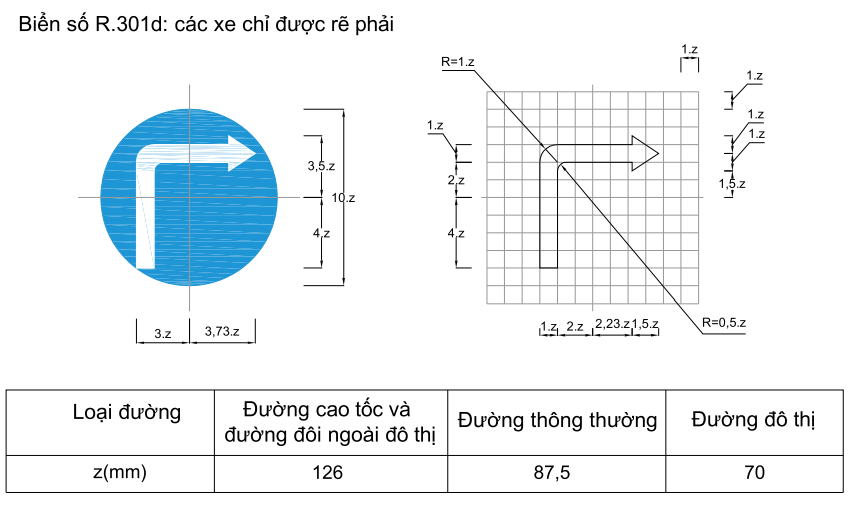 Biển số R.301d: các xe chỉ được rẽ phải
1.z
R=1.z
1.z
1.z
1.z
1.z
3,5.z
10.z
2.z
1,5.z
4.z
4.z
3.z
3,73.z
1.z
2.z
2,23.z
1,5.z
R=0,5.z
Loại đường
Đường cao tốc và
đường đôi ngoài đô thị
Đường thông thường
Đường đô thị
z(mm)
126
87,5
70